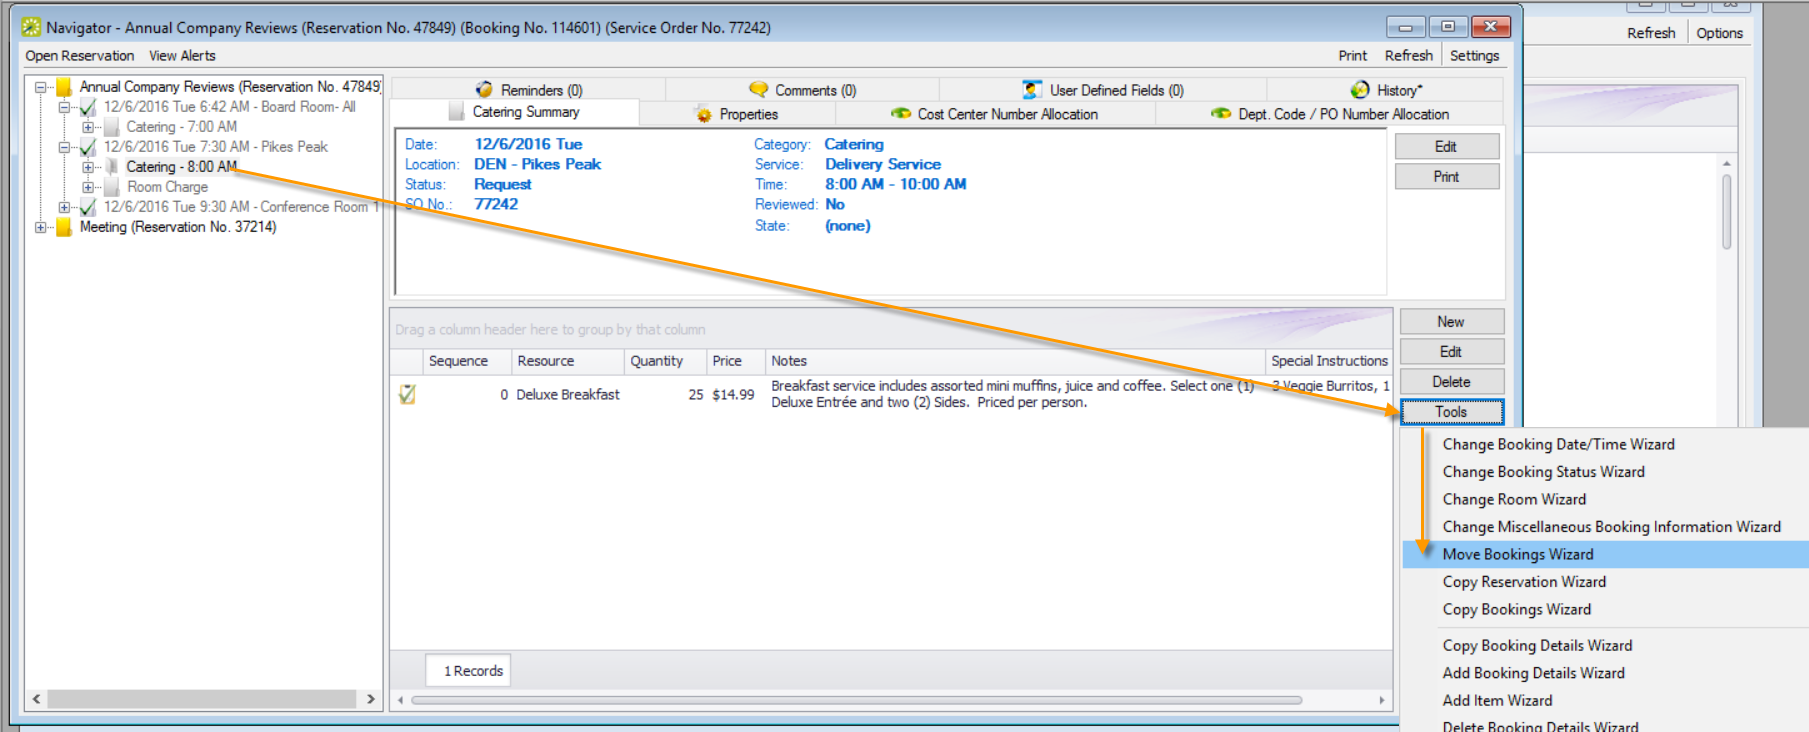 Navigator - Annual Company Reviews (Reservation No. 47849) (Booking No. 114601) (Service Order No. 77242)
Refresh Options
Open Reservation View Alerts
Print Refresh Settings
Annual Company Reviews (Reservation No. 47849)
12/6/2016 Tue 6:42 AM - Board Room- All
Catering - 7:00 AM
12/6/2016 Tue 7:30 AM - Pikes Peak
Catering - 8:00 AM
Room Charge
12/6/2016 Tue 9:30 AM - Conference Room 1
Meeting (Reservation No. 37214)
Reminders (0) Comments (0) User Defined Fields (0) History*
Catering Summary Properties Cost Center Number Allocation Dept. Code / PO Number Allocation
Date: 12/6/2016 Tue Category: Catering
Location: DEN - Pikes Peak Service: Delivery Service
Status: Request Time: 8:00 AM - 10:00 AM
SO No.: 77242 Reviewed: No
State: (none)
Edit
Print
Drag a column header here to group by that column
Sequence Resource Quantity Price Notes Special Instructions
0 Deluxe Breakfast 25 $14.99 Breakfast service includes assorted mini muffins, juice and coffee. Select one (1) 3 Veggie Burritos, 1
Deluxe Entrée and two (2) Sides. Priced per person.
1 Records
New
Edit
Delete
Tools
Change Booking Date/Time Wizard
Change Booking Status Wizard
Change Room Wizard
Change Miscellaneous Booking Information Wizard
Move Bookings Wizard
Copy Reservation Wizard
Copy Bookings Wizard
Copy Booking Details Wizard
Add Booking Details Wizard
Add Item Wizard
Delete Booking Details Wizard